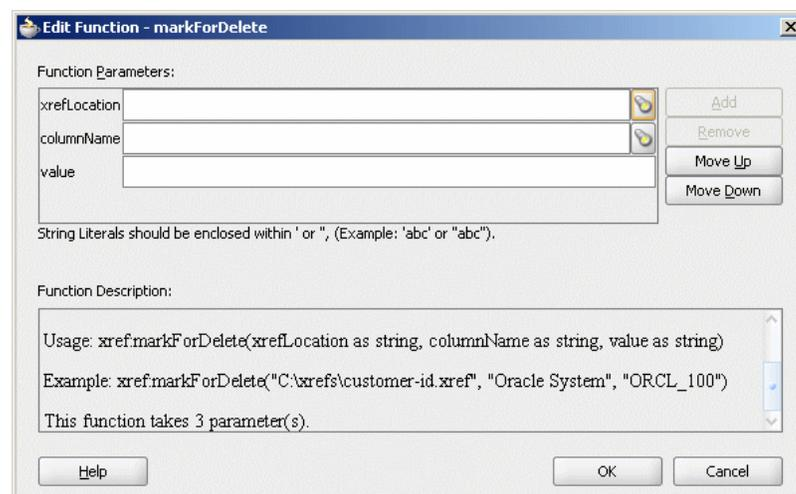 Edit Function - markForDelete
Function Parameters:
xrefLocation
Add
columnName
Remove
value
Move Up
Move Down
String Literals should be enclosed within ' or ", (Example: 'abc' or "abc").
Function Description:
Usage: xref:markForDelete(xrefLocation as string, columnName as string, value as string)
Example: xref:markForDelete("C:\xrefs\customer-id.xref", "Oracle System", "ORCL_100")
This function takes 3 parameter(s).
Help
OK
Cancel